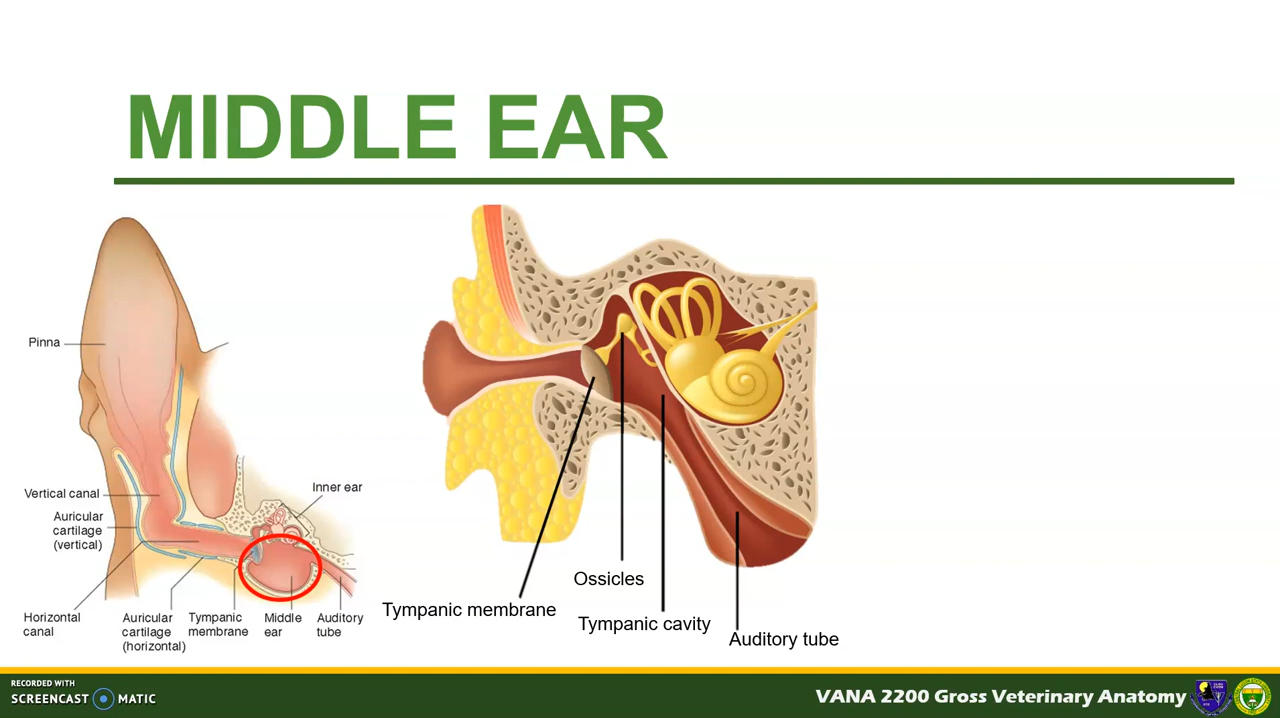 MIDDLE EAR
Pinna
Vertical canal
Auricular
cartilage
(vertical)
Inner ear
Horizontal
canal
Auricular
cartilage
(horizontal)
Tympanic
membrane
Middle
ear
Auditory
tube
Tympanic membrane
Ossicles
Tympanic cavity
Auditory tube
RECORDED WITH
SCREENCAST MATIC
VANA 2200 Gross Veterinary Anatomy